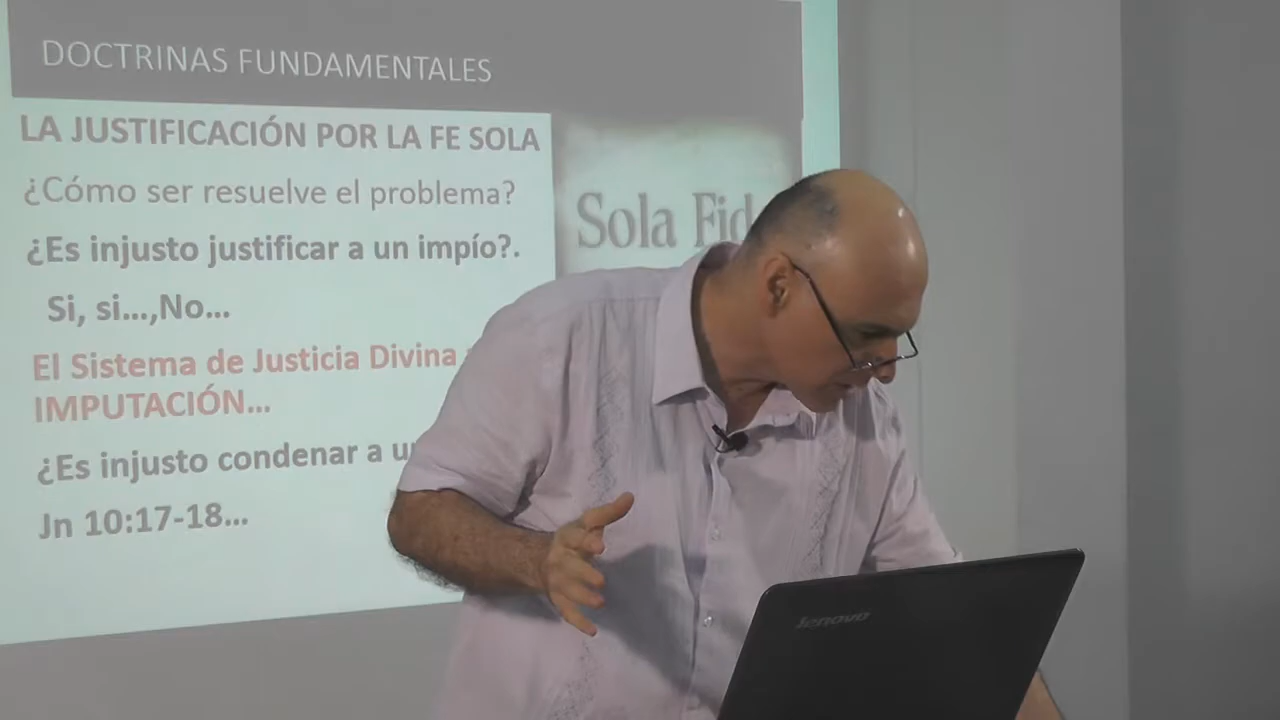 DOCTRINAS FUNDAMENTALES
LA JUSTIFICACIÓN POR LA FE SOLA
¿Cómo ser resuelve el problema?
¿Es injusto justificar a un impío?.
Si, si...,No...
El Sistema de Justicia Divina
IMPUTACIÓN...
¿Es injusto condenar a
Jn 10:17-18...
Sola
lenovo